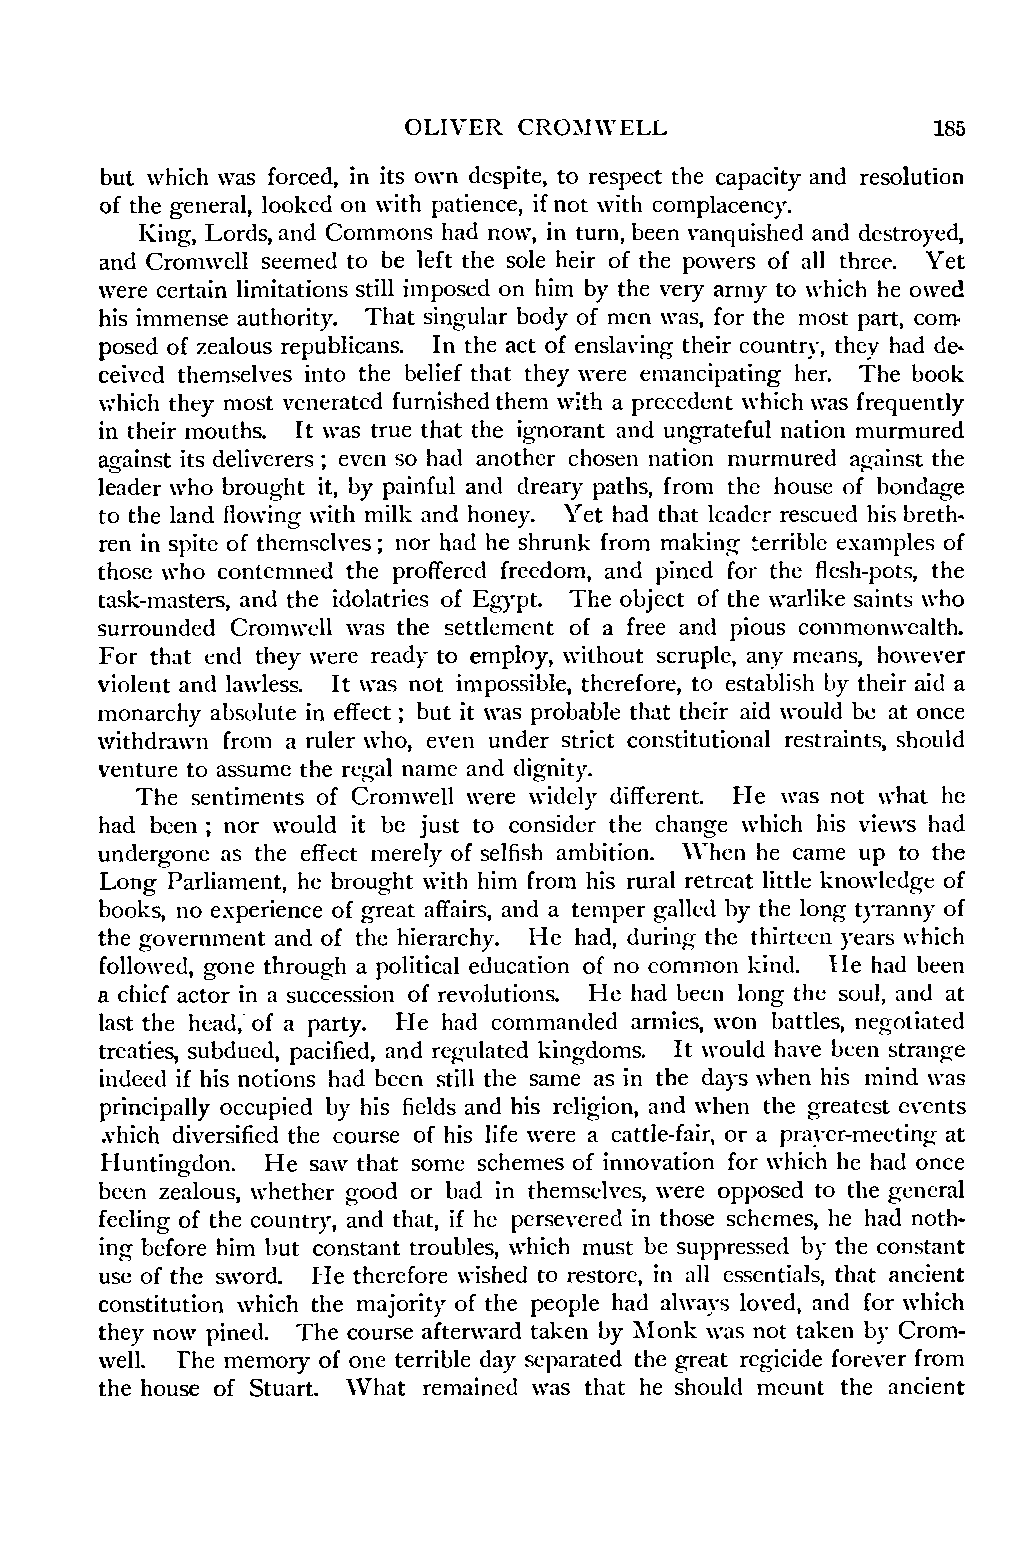 OLIVER CROMWELL 185
but which was forced, in its own despite, to respect the capacity and resolution
of the general, looked on with patience, if not with complacency.
King, Lords, and Commons had now, in turn, been vanquished and destroyed,
and Cromwell seemed to be left the sole heir of the powers of all three. Yet
were certain limitations still imposed on him by the very army to which he owed
his immense authority. That singular body of men was, for the most part, com-
posed of zealous republicans. In the act of enslaving their country, they had de-
ceived themselves into the belief that they were emancipating her. The book
which they most venerated furnished them with a precedent which was frequently
in their mouths. It was true that the ignorant and ungrateful nation murmured
against its deliverers; even so had another chosen nation murmured against the
leader who brought it, by painful and dreary paths, from the house of bondage
to the land flowing with milk and honey. Yet had that leader rescued his breth-
ren in spite of themselves; nor had he shrunk from making terrible examples of
those who contemned the proffered freedom, and pined for the flesh-pots, the
task-masters, and the idolatries of Egypt. The object of the warlike saints who
surrounded Cromwell was the settlement of a free and pious commonwealth.
For that end they were ready to employ, without scruple, any means, however
violent and lawless. It was not impossible, therefore, to establish by their aid a
monarchy absolute in effect; but it was probable that their aid would be at once
withdrawn from a ruler who, even under strict constitutional restraints, should
venture to assume the regal name and dignity.
The sentiments of Cromwell were widely different. He was not what he
had been; nor would it be just to consider the change which his views had
undergone as the effect merely of selfish ambition. When he came up to the
Long Parliament, he brought with him from his rural retreat little knowledge of
books, no experience of great affairs, and a temper galled by the long tyranny of
the government and of the hierarchy. He had, during the thirteen years which
followed, gone through a political education of no common kind. He had been
a chief actor in a succession of revolutions. He had been long the soul, and at
last the head, of a party. He had commanded armies, won battles, negotiated
treaties, subdued, pacified, and regulated kingdoms. It would have been strange
indeed if his notions had been still the same as in the days when his mind was
principally occupied by his fields and his religion, and when the greatest events
which diversified the course of his life were a cattle-fair, or a prayer-meeting at
Huntingdon. He saw that some schemes of innovation for which he had once
been zealous, whether good or bad in themselves, were opposed to the general
feeling of the country, and that, if he persevered in those schemes, he had noth-
ing before him but constant troubles, which must be suppressed by the constant
use of the sword. He therefore wished to restore, in all essentials, that ancient
constitution which the majority of the people had always loved, and for which
they now pined. The course afterward taken by Monk was not taken by Crom-
well. The memory of one terrible day separated the great regicide forever from
the house of Stuart. What remained was that he should mount the ancient